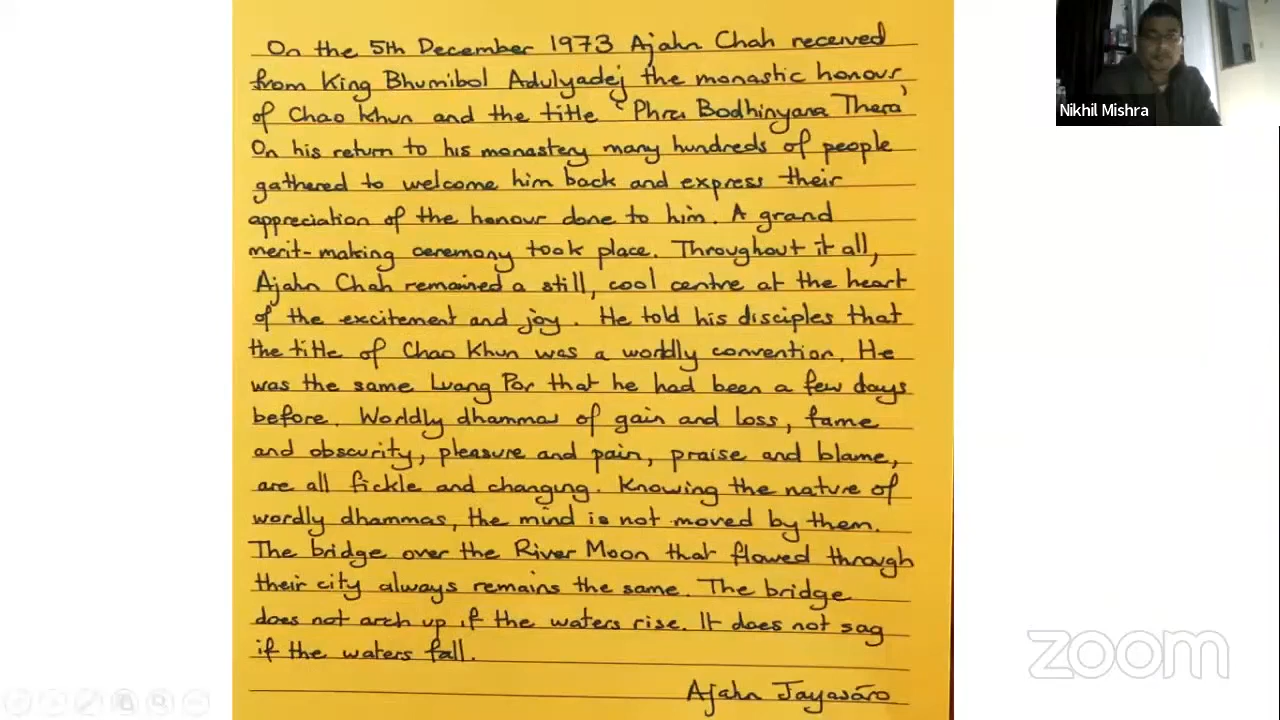 On the 5th December 1973 Ajahn Chah received
from King Bhumibol Adulyadej the monastic honour
of Chao Khun and the title 'Phra Bodhinyana Thera'
On his return to his monastery many hundreds of people
gathered to welcome him back and express their
appreciation of the honour done to him. A grand
merit-making ceremony took place. Throughout it all,
Ajahn Chah remained a still, cool centre at the heart
of the excitement and joy. He told his disciples that
the title of Chao Khun was a worldly convention. He
was the same Luang Por that he had been a few days
before. Worldly dhammas of gain and loss, fame
and obscurity, pleasure and pain, praise and blame,
are all fickle and changing. Knowing the nature of
wordly dhammas, the mind is not moved by them.
The bridge over the River Moon that flowed through
their city always remains the same. The bridge
does not arch up if the waters rise. It does not sag
if the waters fall.
Ajahn Jayasāro
Nikhil Mishra
zoom